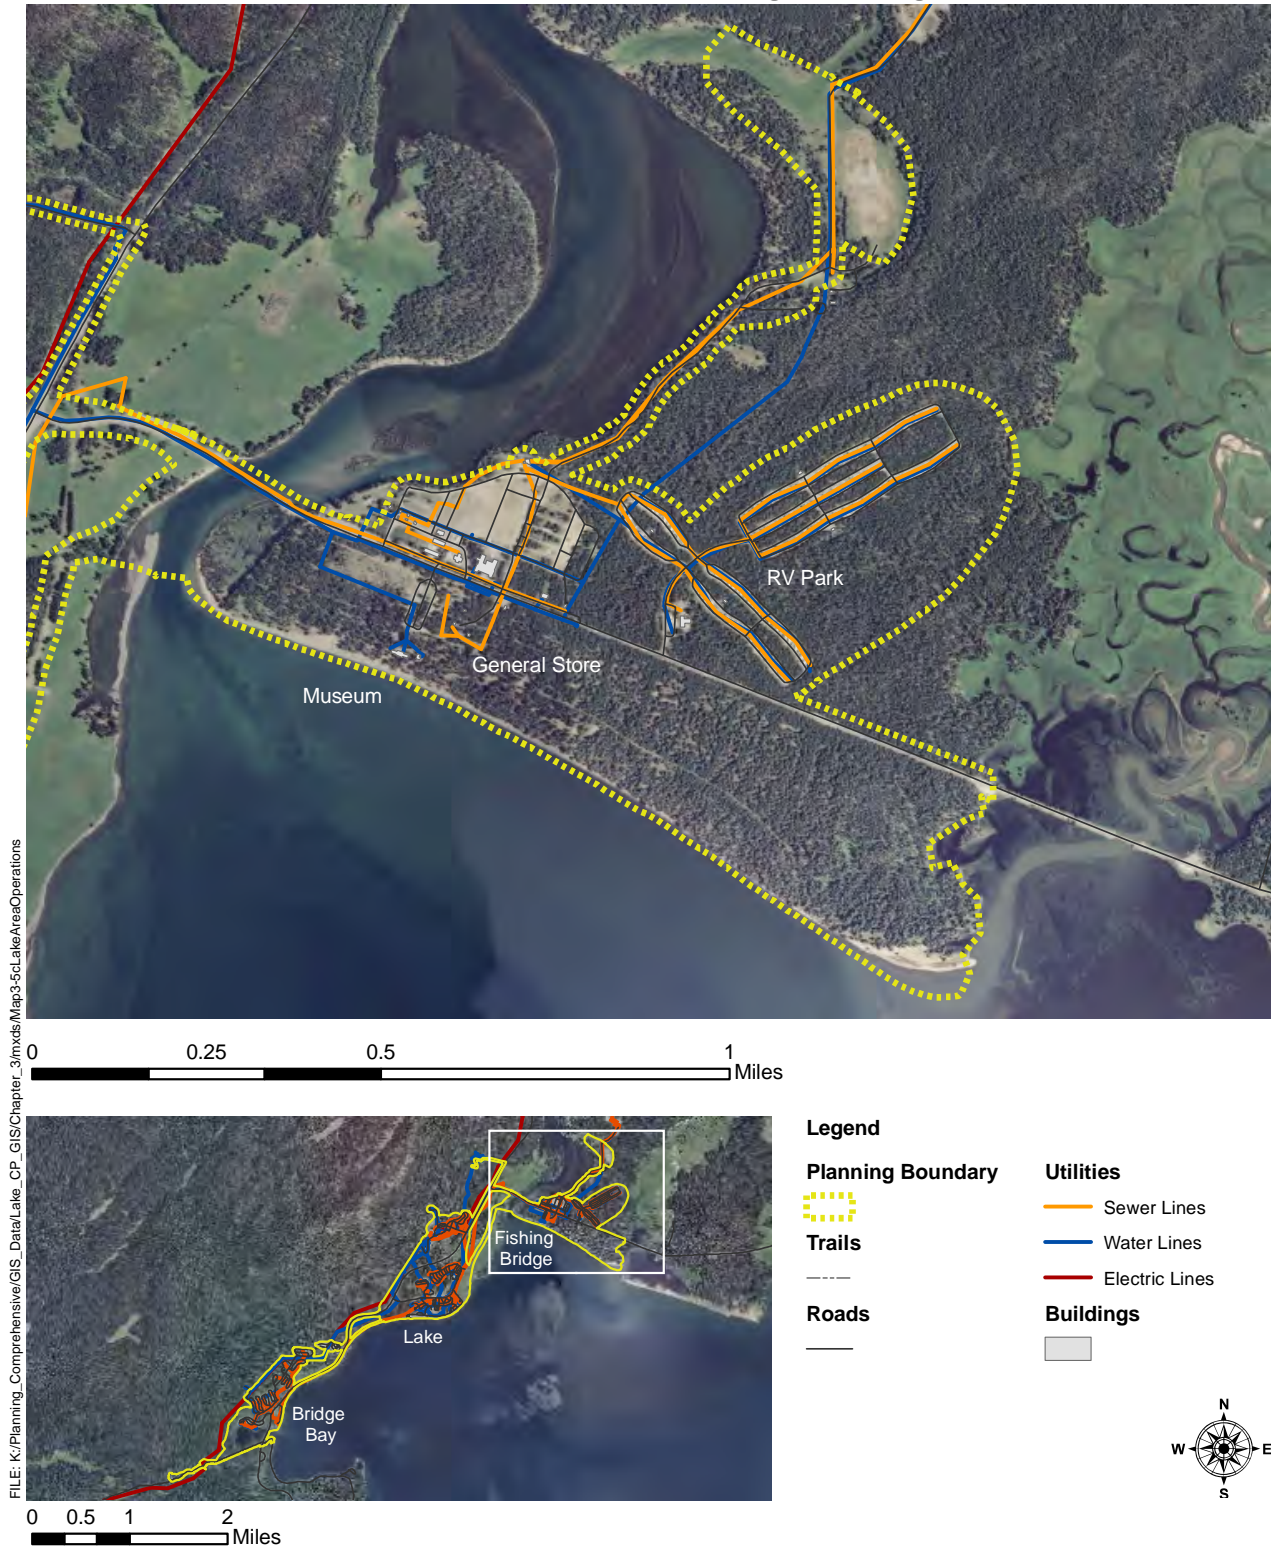 RV Park
General Store
Museum
FILE: K:/Planning_Comprehensive/GIS_Data/Lake_CP_GIS/Chapter_3/mxds/Map3-5cLakeAreaOperations
0 0.25 0.5 1
Miles
Fishing
Bridge
Lake
Bridge
Bay
0 0.5 1 2
Miles
Legend
Planning Boundary
Trails
Roads
Utilities
Sewer Lines
Water Lines
Electric Lines
Buildings
N
W E
S